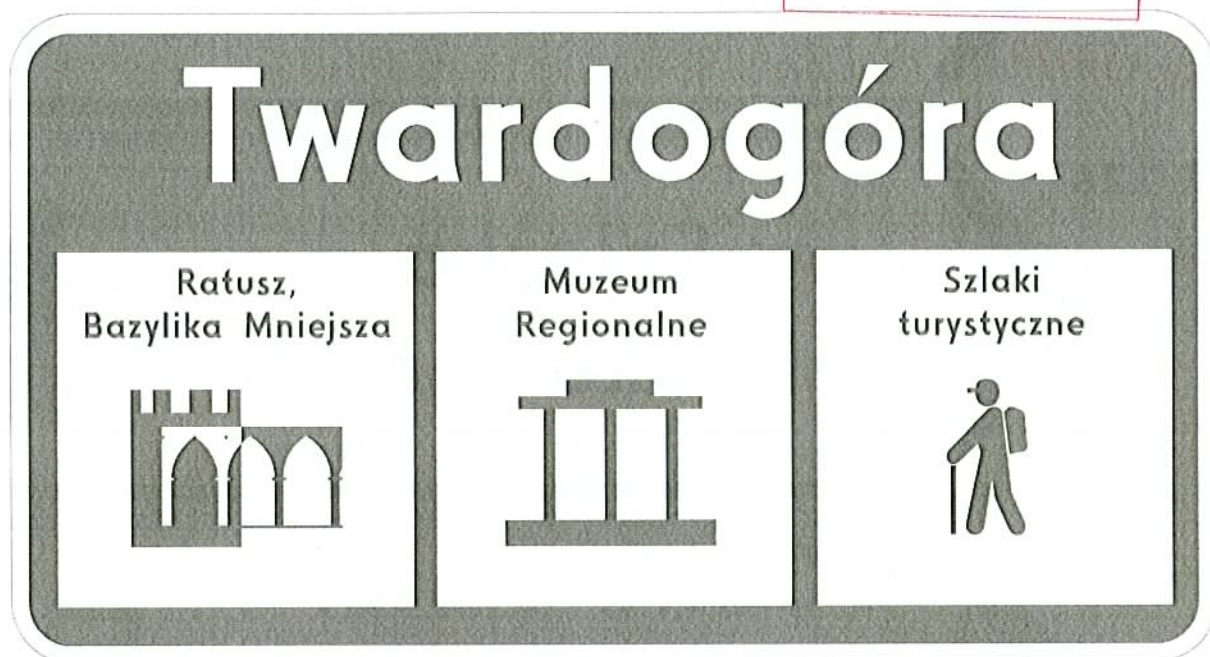 Twardogóra
Ratusz,
Bazylika Mniejsza
Muzeum
Regionalne
Szlaki
turystyczne